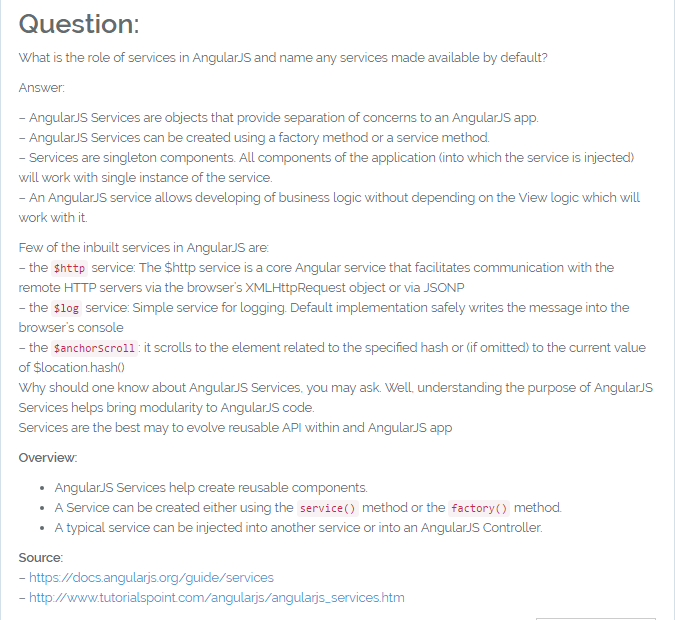 Question:
What is the role of services in AngularJS and name any services made available by default?
Answer:
– AngularJS Services are objects that provide separation of concerns to an AngularJS app.
– AngularJS Services can be created using a factory method or a service method.
– Services are singleton components. All components of the application (into which the service is injected)
will work with single instance of the service.
– An AngularJS service allows developing of business logic without depending on the View logic which will
work with it.
Few of the inbuilt services in AngularJS are:
– the $http service: The $http service is a core Angular service that facilitates communication with the
remote HTTP servers via the browser’s XMLHttpRequest object or via JSONP
– the $log service: Simple service for logging. Default implementation safely writes the message into the
browser’s console
– the $anchorScroll : it scrolls to the element related to the specified hash or (if omitted) to the current value
of $location.hash()
Why should one know about AngularJS Services, you may ask. Well, understanding the purpose of AngularJS
Services helps bring modularity to AngularJS code.
Services are the best may to evolve reusable API within and AngularJS app
Overview:
• AngularJS Services help create reusable components.
• A Service can be created either using the service() method or the factory() method.
• A typical service can be injected into another service or into an AngularJS Controller.
Source:
– https://docs.angularjs.org/guide/services
– http://www.tutorialspoint.com/angularjs/angularjs_services.htm